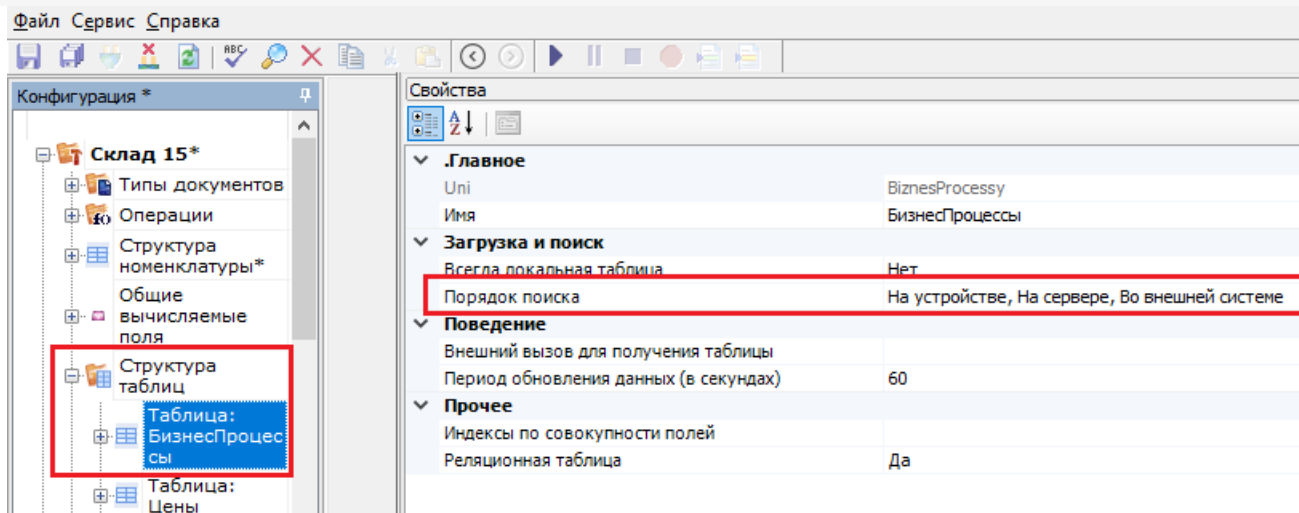 Файл Сервис Справка
ABC
Конфигурация *
Склад 15*
Типы документов
Операции
Структура
номенклатуры*
Общие
вычисляемые
поля
Структура
таблиц
Таблица:
БизнесПроцес
сы
Таблица:
Цены
Свойства
A
Z
.Главное
Uni BiznesProcessy
Имя БизнесПроцессы
Загрузка и поиск
Всегда локальная таблица Нет
Порядок поиска На устройстве, На сервере, Во внешней системе
Поведение
Внешний вызов для получения таблицы
Период обновления данных (в секундах) 60
Прочее
Индексы по совокупности полей
Реляционная таблица Да